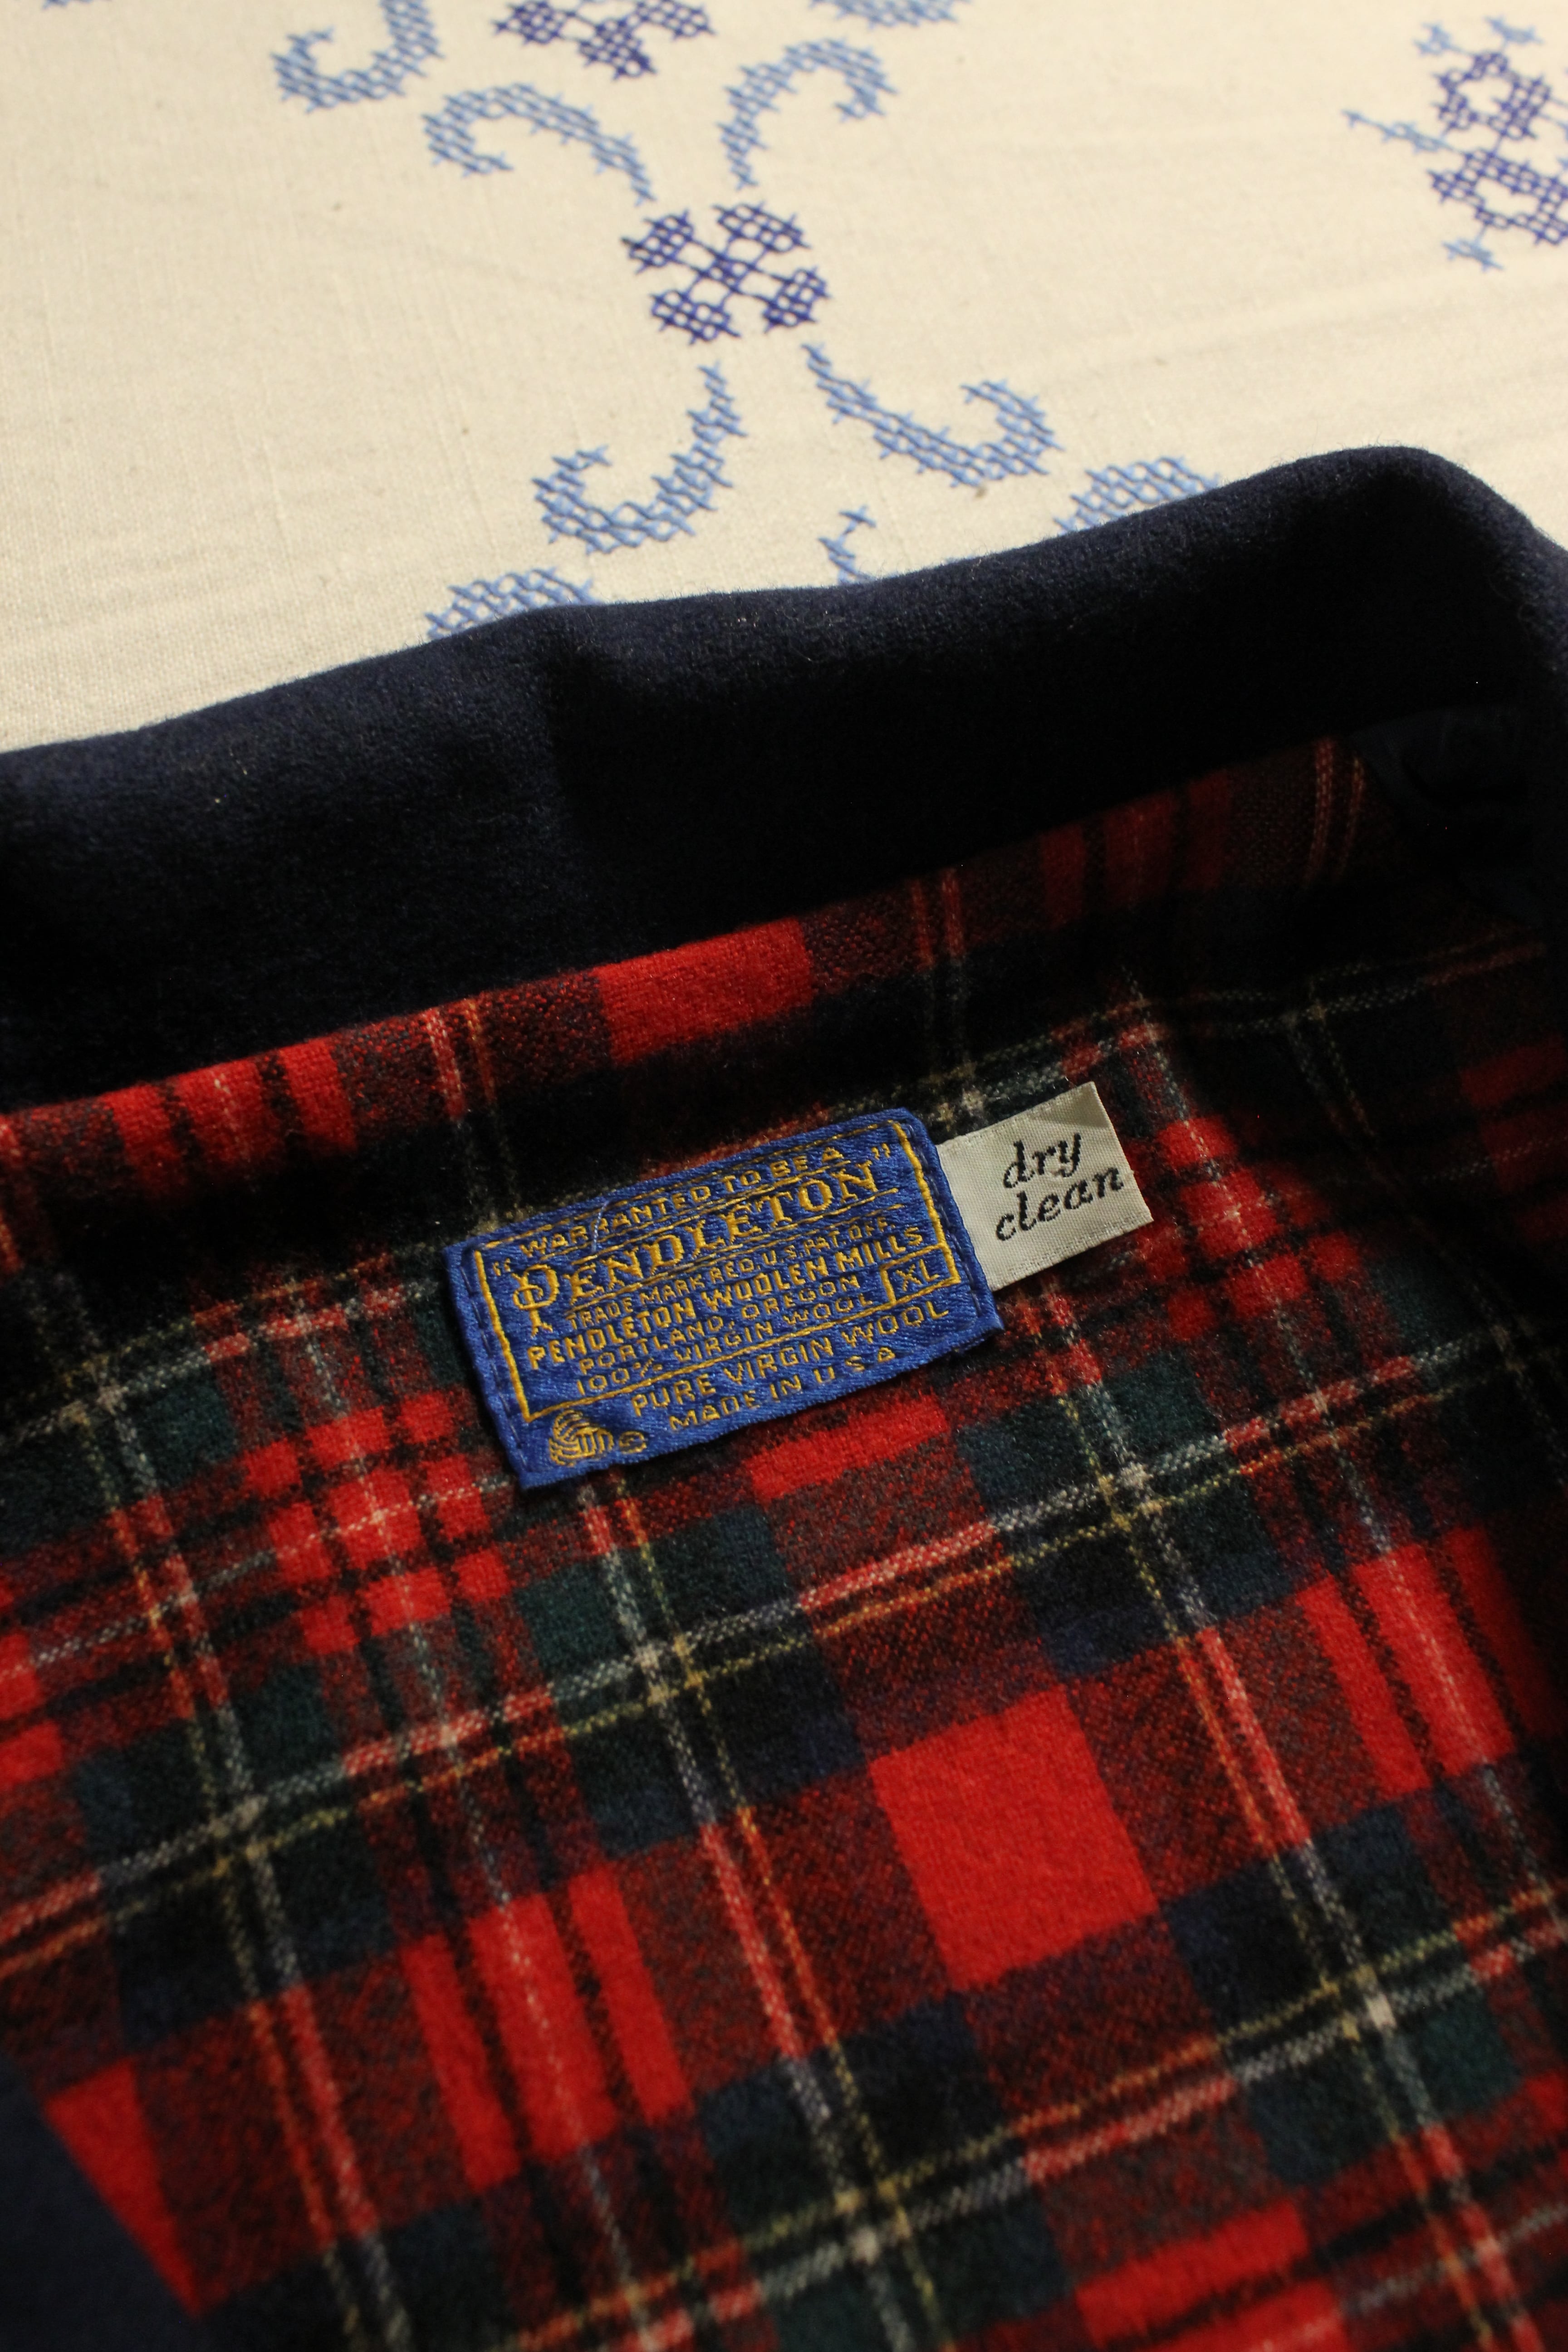 WARRANTED TO BE A
"PENDLETON"
TRADE MARK REG. U.S. PAT. OFF.
PENDLETON WOOLEN MILLS
PORTLAND, OREGON
100% VIRGIN WOOL
XL
PURE VIRGIN WOOL
MADE IN U S A
dry
clean